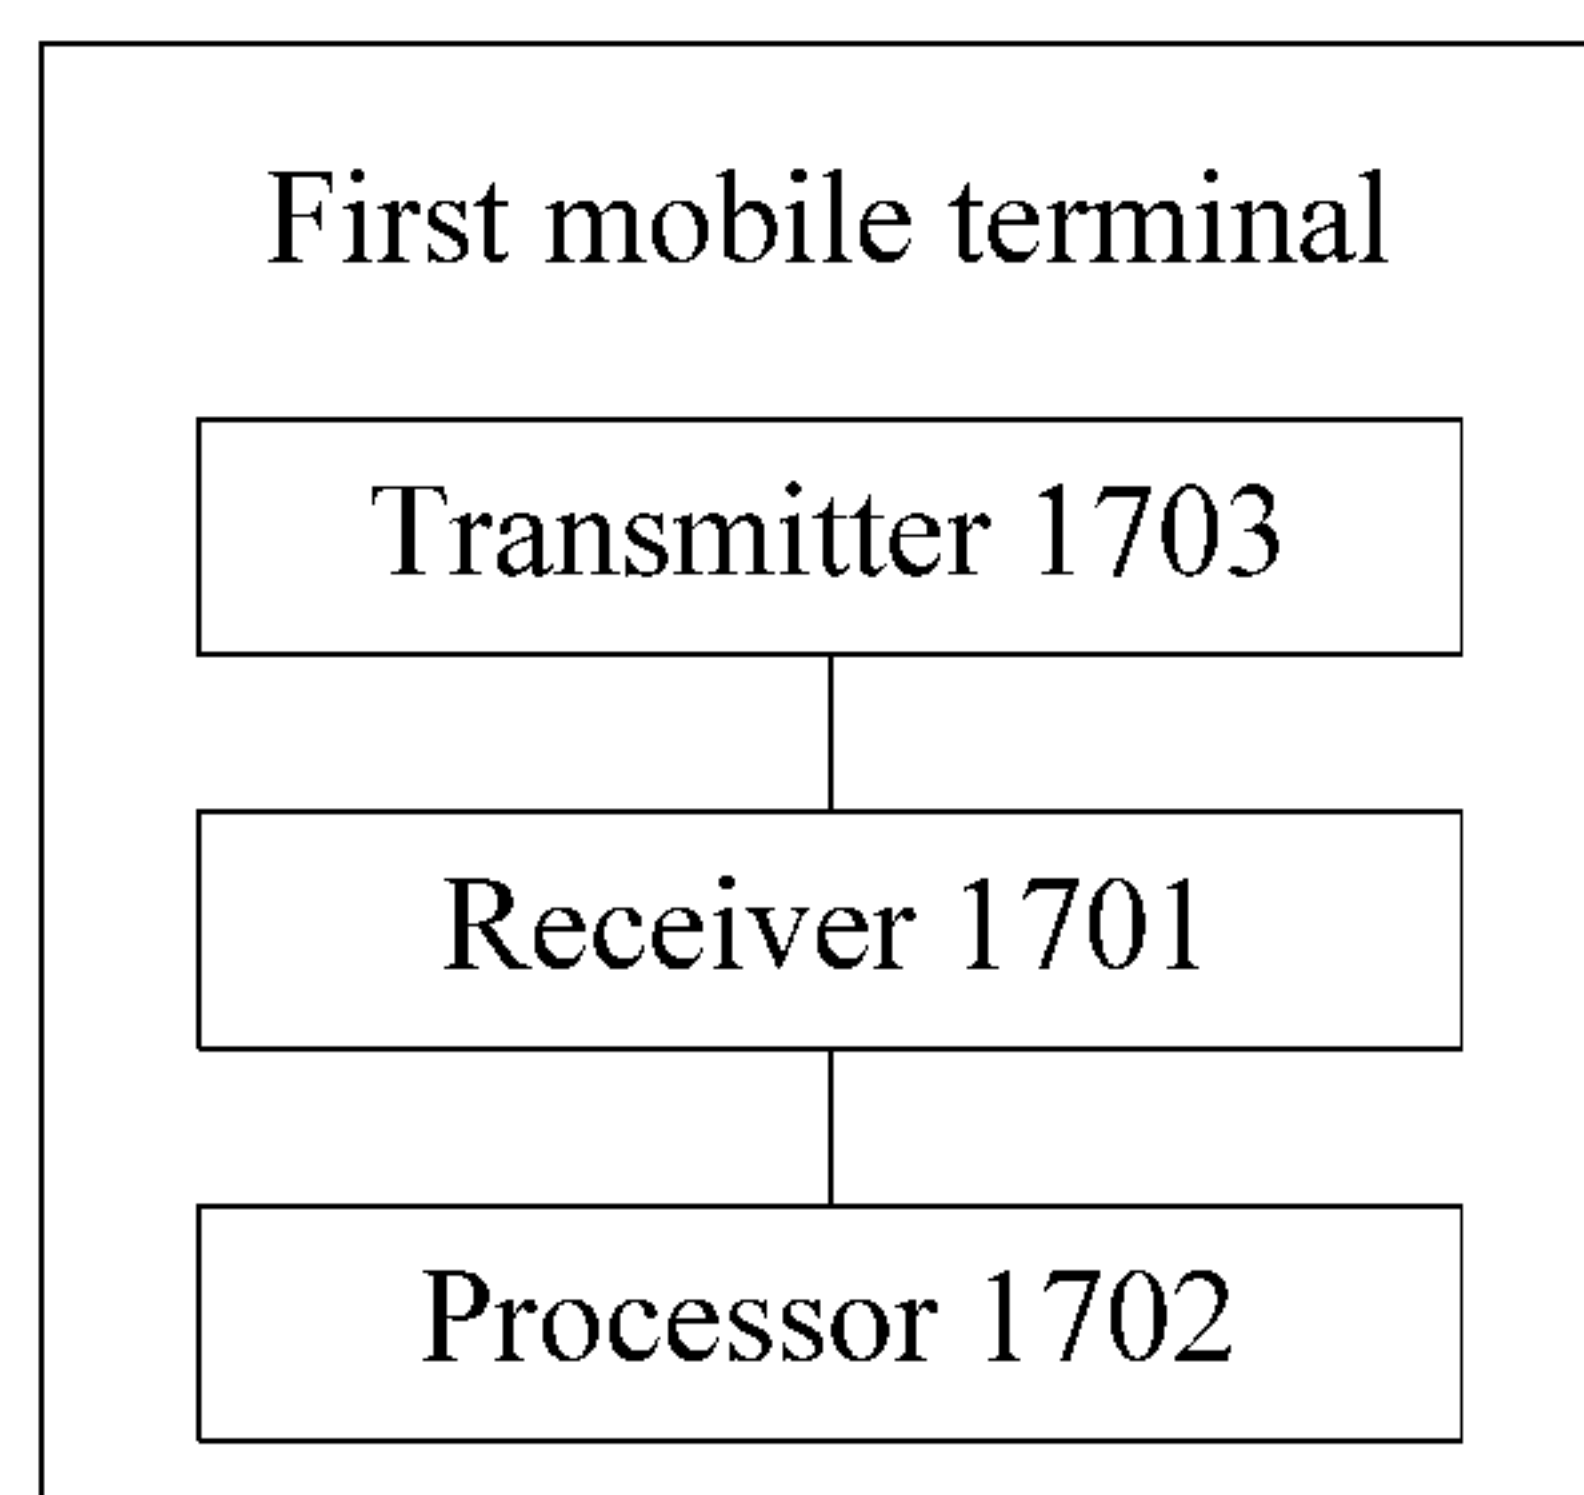 First mobile terminal
Transmitter 1703
Receiver 1701
Processor 1702